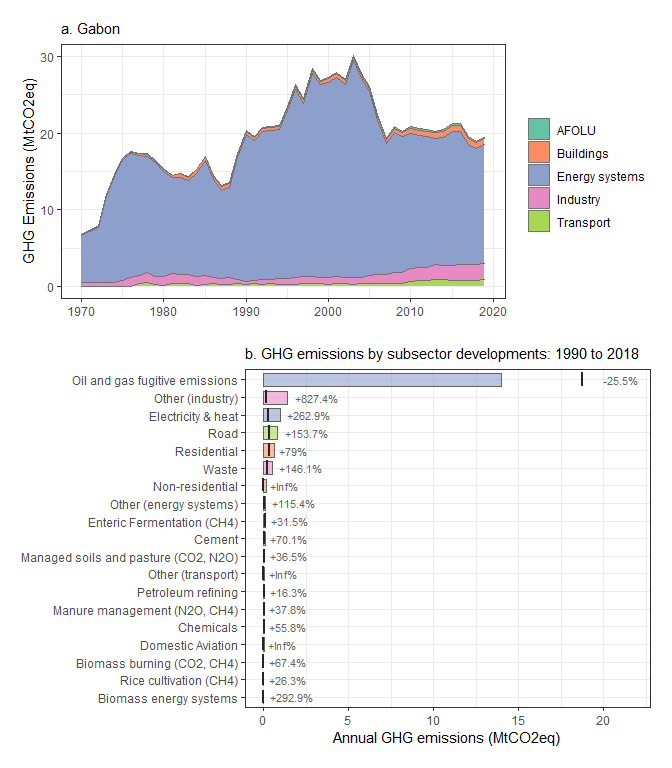 a. Gabon
GHG Emissions (MtCO2eq)
30
20
10
0
1970
1980
1990
2000
2010
2020
AFOLU
Buildings
Energy systems
Industry
Transport
b. GHG emissions by subsector developments: 1990 to 2018
Oil and gas fugitive emissions -25.5%
Other (industry) +827.4%
Electricity & heat +262.9%
Road +153.7%
Residential +79%
Waste +146.1%
Non-residential +Inf%
Other (energy systems) +115.4%
Enteric Fermentation (CH4) +31.5%
Cement +70.1%
Managed soils and pasture (CO2, N2O) +36.5%
Other (transport) +Inf%
Petroleum refining +16.3%
Manure management (N2O, CH4) +37.8%
Chemicals +55.8%
Domestic Aviation +Inf%
Biomass burning (CO2, CH4) +67.4%
Rice cultivation (CH4) +26.3%
Biomass energy systems +292.9%
0
5
10
15
20
Annual GHG emissions (MtCO2eq)